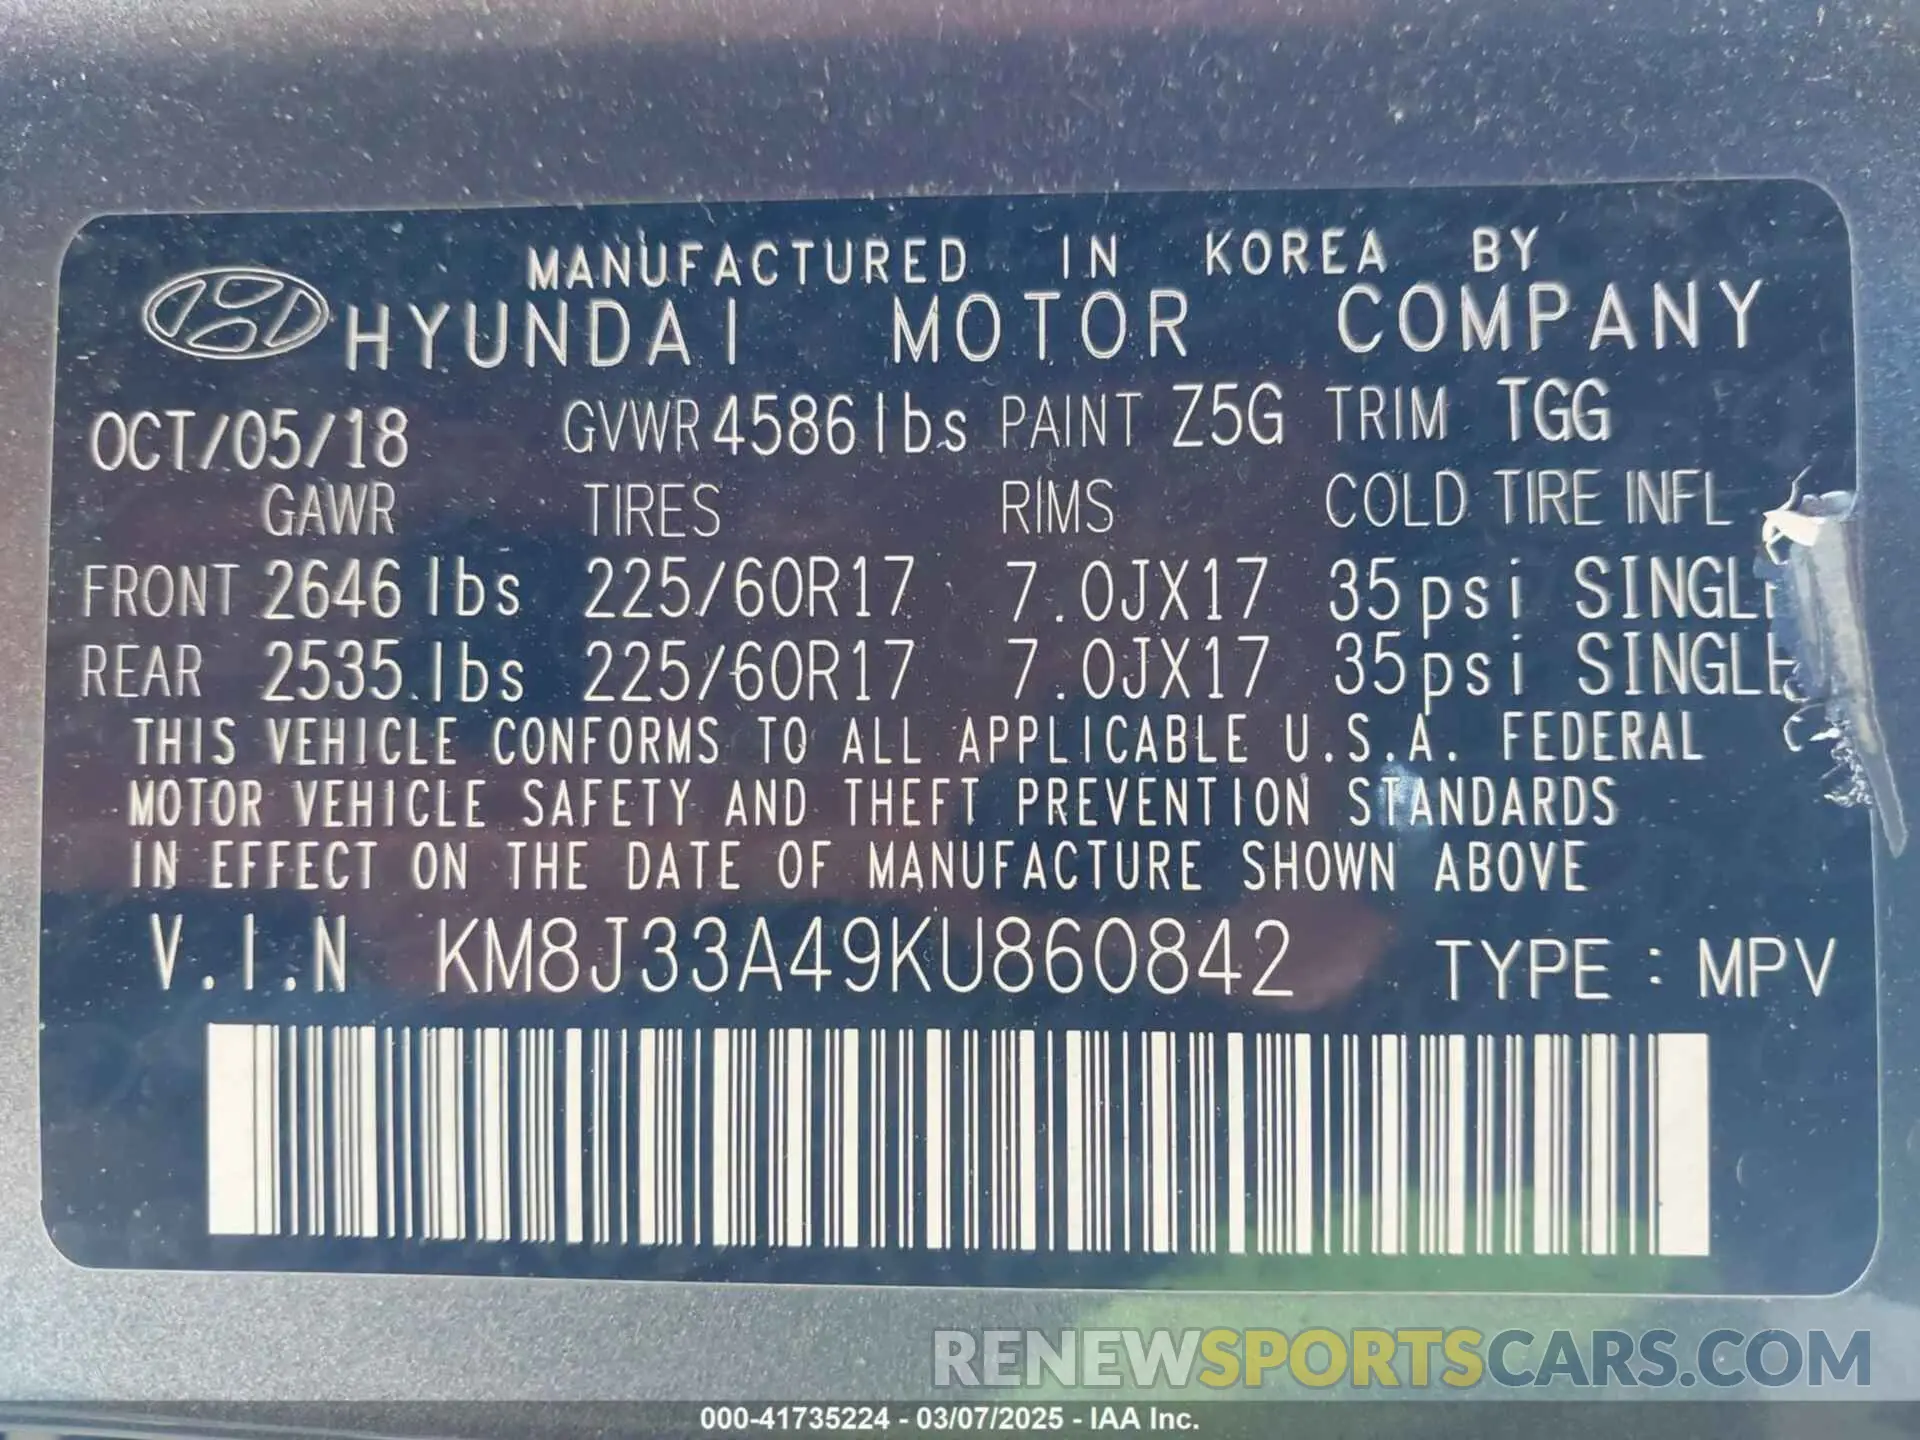 MANUFACTURED IN KOREA BY
HYUNDAI MOTOR COMPANY
OCT/05/18 GVWR 4586lbs PAINT Z5G TRIM TGG
GAWR TIRES RIMS COLD TIRE INFL
FRONT 2646 lbs 225/60R17 7.0JX17 35psi SINGLE
REAR 2535 lbs 225/60R17 7.0JX17 35psi SINGLE
THIS VEHICLE CONFORMS TO ALL APPLICABLE U.S.A. FEDERAL
MOTOR VEHICLE SAFETY AND THEFT PREVENTION STANDARDS
IN EFFECT ON THE DATE OF MANUFACTURE SHOWN ABOVE
V.I.N KM8J33A49KU860842 TYPE : MPV
RENEWSPORTSCARS.COM
000-41735224 - 03/07/2025 - IAA Inc.